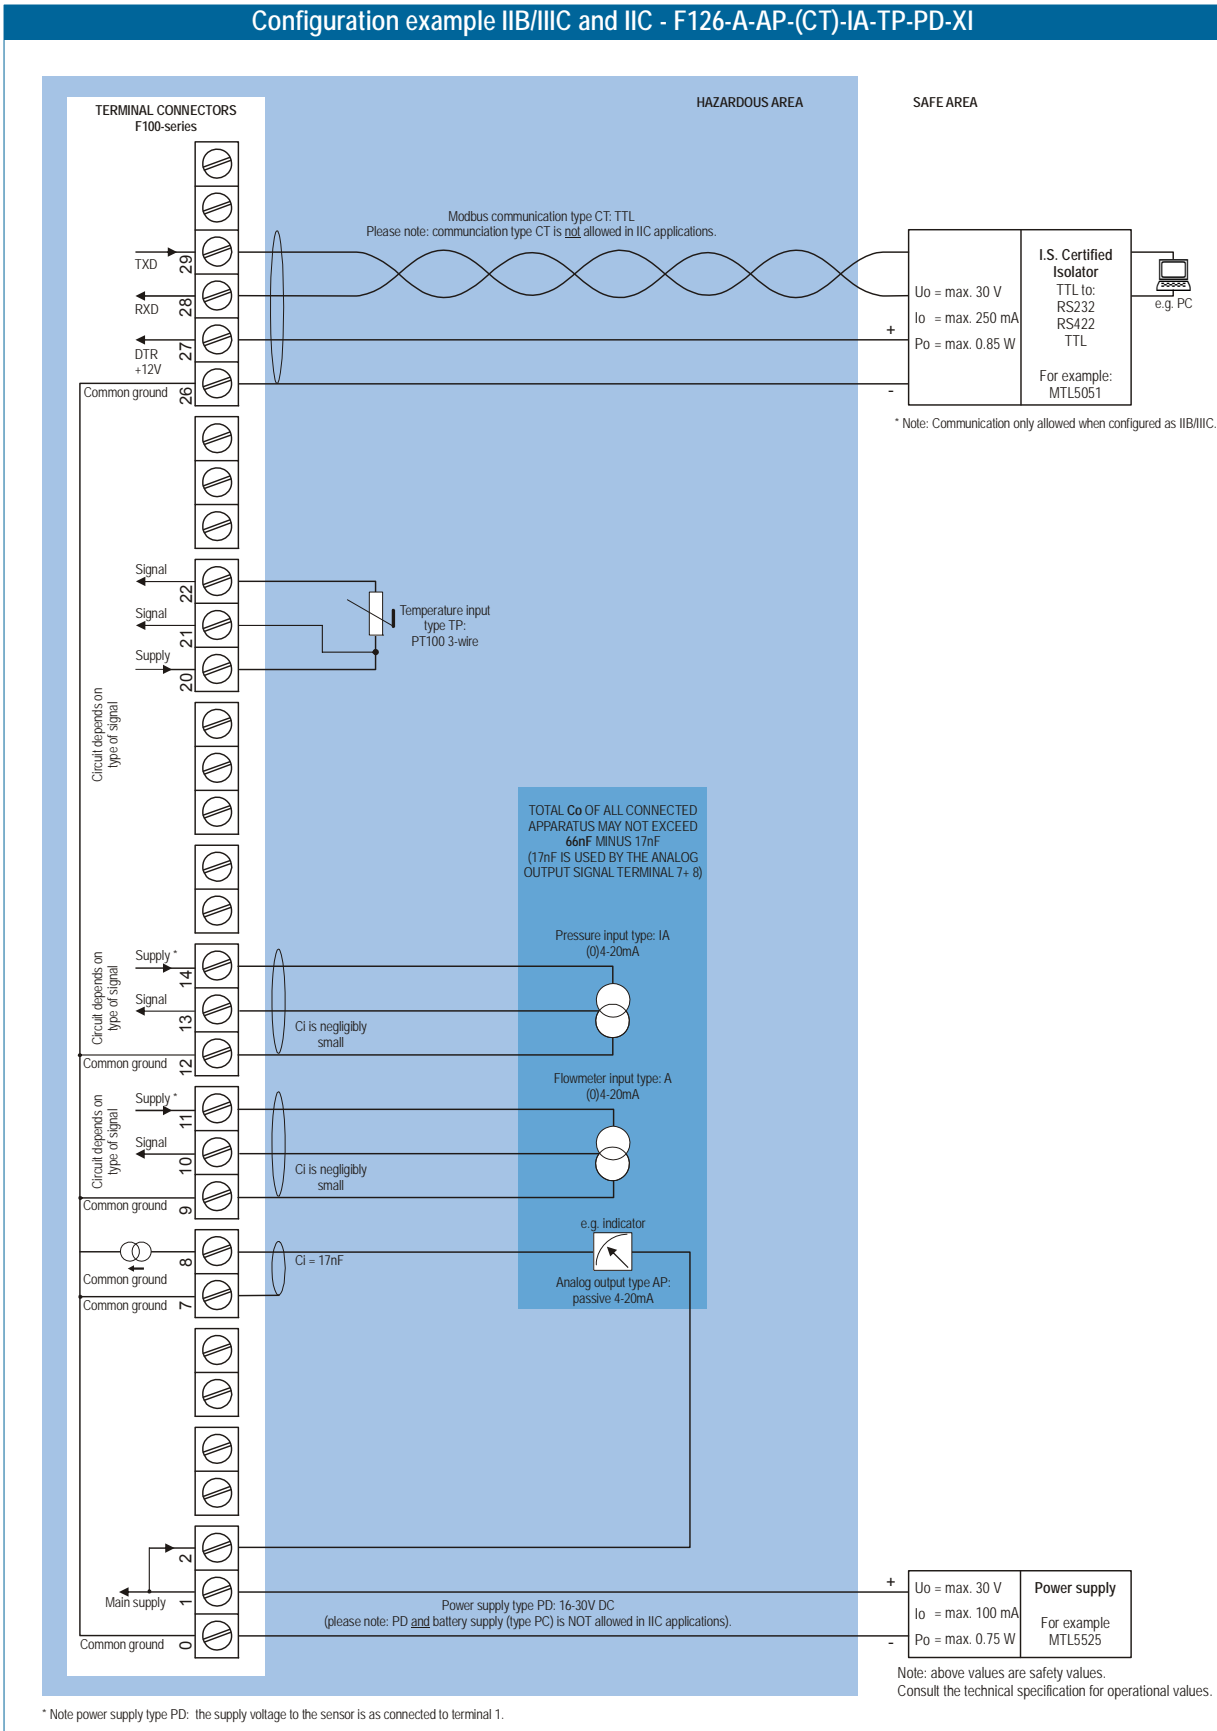 Configuration example IIB/IIIC and IIC - F126-A-AP-(CT)-IA-TP-PD-XI
TERMINAL CONNECTORS
F100-series
HAZARDOUS AREA
SAFE AREA
Modbus communication type CT: TTL
Please note: communciation type CT is not allowed in IIC applications.
TXD
29
RXD
28
DTR
+12V
27
Common ground
26
+
-
Uo = max. 30 V
Io = max. 250 mA
Po = max. 0.85 W
I.S. Certified
Isolator
TTL to:
RS232
RS422
TTL
For example:
MTL5051
e.g. PC
* Note: Communication only allowed when configured as IIB/IIIC.
Signal
22
Signal
21
Supply
20
Temperature input
type TP:
PT100 3-wire
Circuit depends on
type of signal
TOTAL Co OF ALL CONNECTED
APPARATUS MAY NOT EXCEED
66nF MINUS 17nF
(17nF IS USED BY THE ANALOG
OUTPUT SIGNAL TERMINAL 7+ 8)
Pressure input type: IA
(0)4-20mA
Supply *
14
Signal
13
Common ground
12
Circuit depends on
type of signal
Ci is negligibly
small
Flowmeter input type: A
(0)4-20mA
Supply *
11
Signal
10
Common ground
9
Circuit depends on
type of signal
Ci is negligibly
small
e.g. indicator
8
Common ground
Ci = 17nF
Common ground
7
Analog output type AP:
passive 4-20mA
2
Main supply
1
Common ground
0
Power supply type PD: 16-30V DC
(please note: PD and battery supply (type PC) is NOT allowed in IIC applications).
+
-
Uo = max. 30 V
Io = max. 100 mA
Po = max. 0.75 W
Power supply
For example
MTL5525
Note: above values are safety values.
Consult the technical specification for operational values.
* Note power supply type PD: the supply voltage to the sensor is as connected to terminal 1.